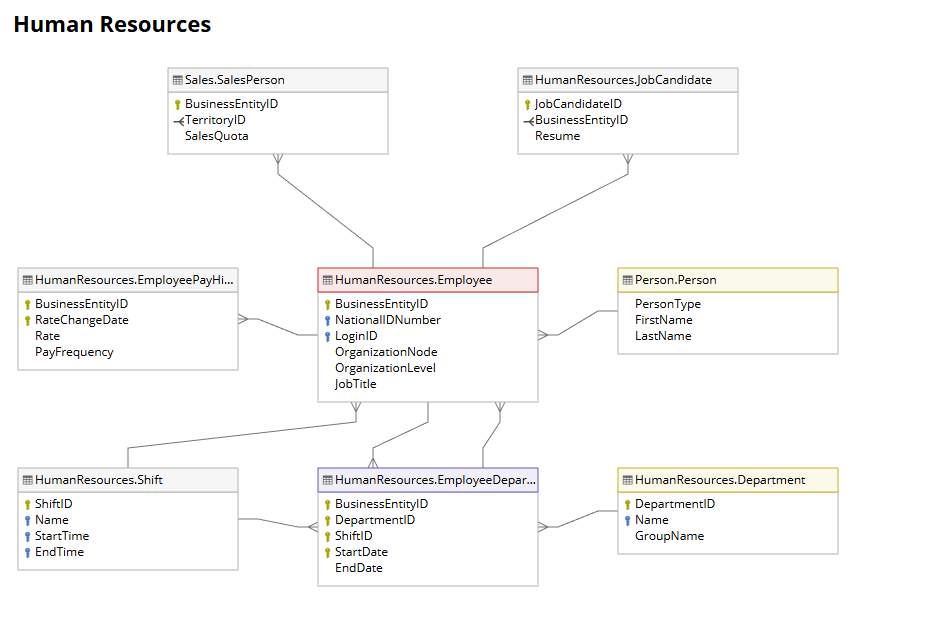 Human Resources
Sales.SalesPerson
BusinessEntityID
TerritoryID
SalesQuota
HumanResources.JobCandidate
JobCandidateID
BusinessEntityID
Resume
HumanResources.EmployeePayHi...
BusinessEntityID
RateChangeDate
Rate
PayFrequency
HumanResources.Employee
BusinessEntityID
NationalIDNumber
LoginID
OrganizationNode
OrganizationLevel
JobTitle
Person.Person
PersonType
FirstName
LastName
HumanResources.Shift
ShiftID
Name
StartTime
EndTime
HumanResources.EmployeeDepar...
BusinessEntityID
DepartmentID
ShiftID
StartDate
EndDate
HumanResources.Department
DepartmentID
Name
GroupName